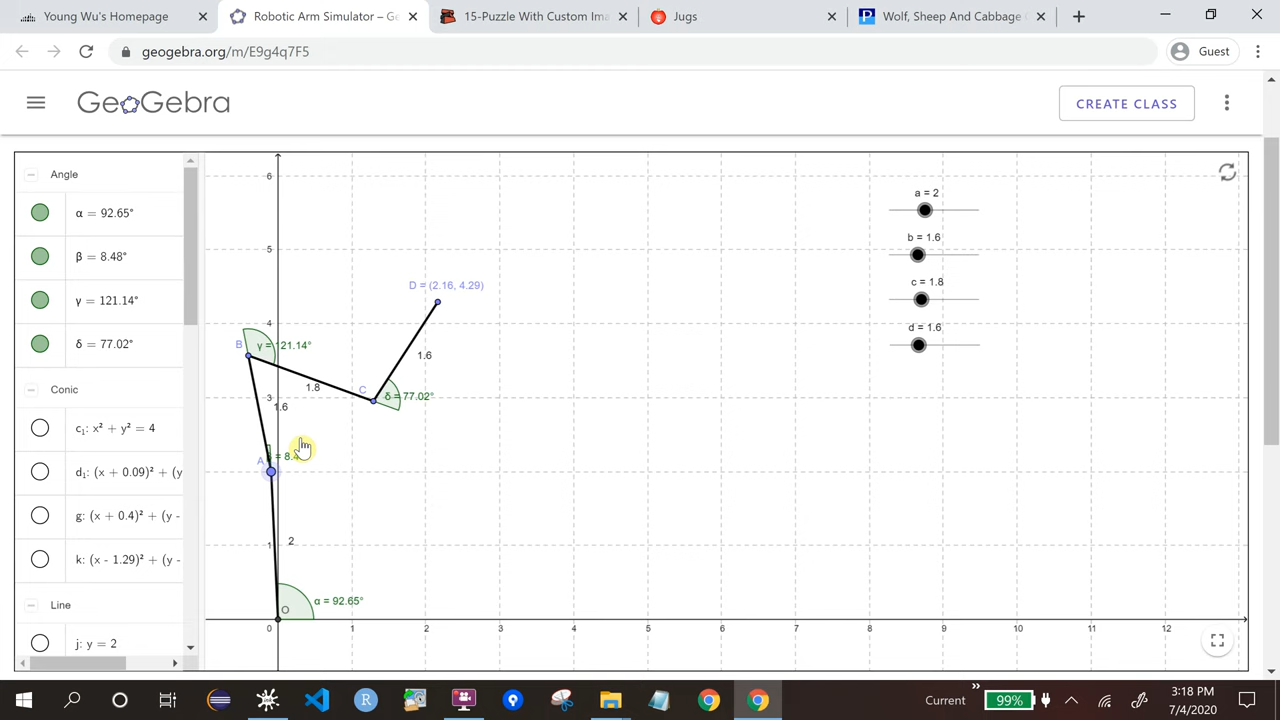 Young Wu's Homepage
Robotic Arm Simulator – Ge
15-Puzzle With Custom Ima
Jugs
Wolf, Sheep And Cabbage
geogebra.org/m/E9g4q7F5
Guest
GeoGebra
CREATE CLASS
Angle
α = 92.65°
β = 8.48°
γ = 121.14°
δ = 77.02°
Conic
c₁: x² + y² = 4
d₁: (x + 0.09)² + (y
g: (x + 0.4)² + (y -
k: (x - 1.29)² + (y -
Line
j: y = 2
6
5
4
3
1
0
1
2
3
4
5
6
7
8
9
10
11
12
a = 2
b = 1.6
c = 1.8
d = 1.6
D = (2.16, 4.29)
B
γ = 121.14°
1.6
1.8
C
δ = 77.02°
1.6
A
= 8.4
2
O
α = 92.65°
Current
99%
3:18 PM
7/4/2020